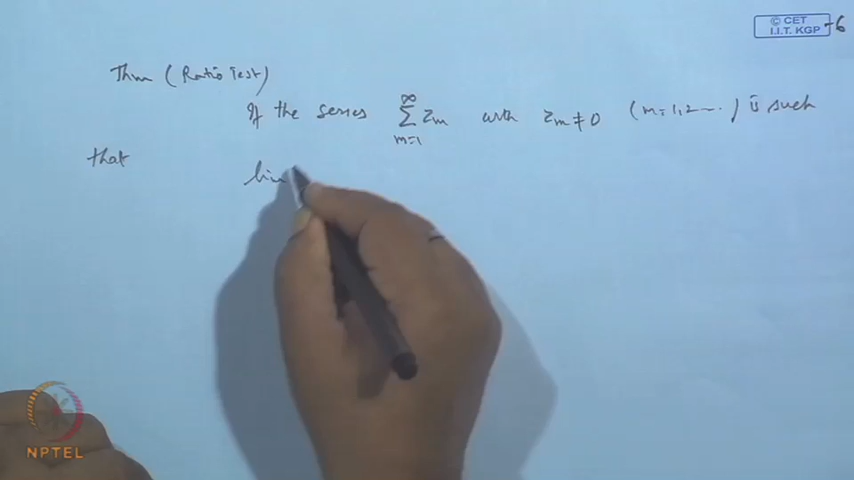 © CET
I.I.T. KGP
-6
Thm (Ratio Test)
If the series ∑_{m=1}^{∞} z_m with z_m ≠ 0 (m=1,2....) is such
that lim
NPTEL